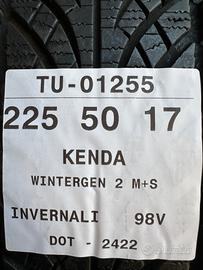 TU-01255
225 50 17
KENDA
WINTERGEN 2 M+S
INVERNALI 98V
DOT - 2422